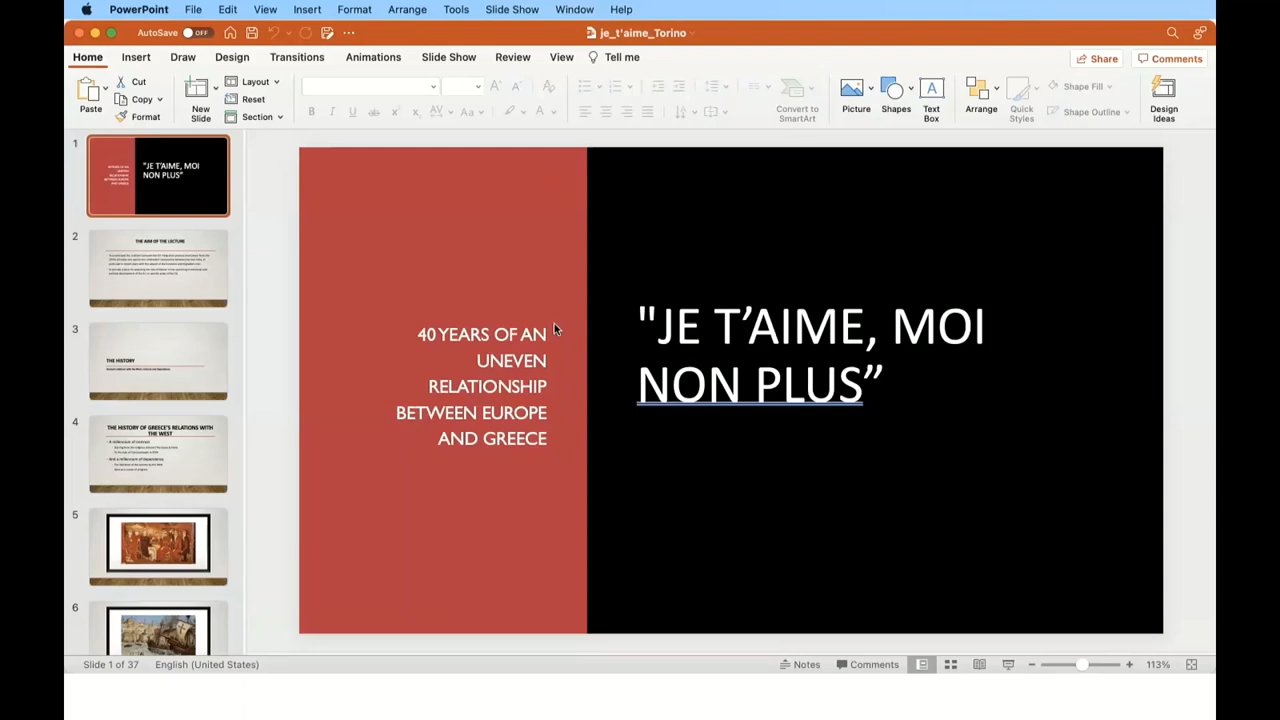 PowerPoint File Edit View Insert Format Arrange Tools Slide Show Window Help
AutoSave OFF
je_t'aime_Torino
Home Insert Draw Design Transitions Animations Slide Show Review View Tell me
Share Comments
Paste
Cut
Copy
Format
New Slide
Layout
Reset
Section
Convert to SmartArt
Picture
Shapes
Text Box
Arrange
Quick Styles
Shape Fill
Shape Outline
Design Ideas
1
"JE T'AIME, MOI
NON PLUS"
2
THE AIM OF THE LECTURE
3
THE HISTORY
4
THE HISTORY OF GREECE'S RELATIONS WITH
THE WEST
5
6
40 YEARS OF AN
UNEVEN
RELATIONSHIP
BETWEEN EUROPE
AND GREECE
"JE T’AIME, MOI
NON PLUS”
Slide 1 of 37 English (United States)
Notes Comments 113%